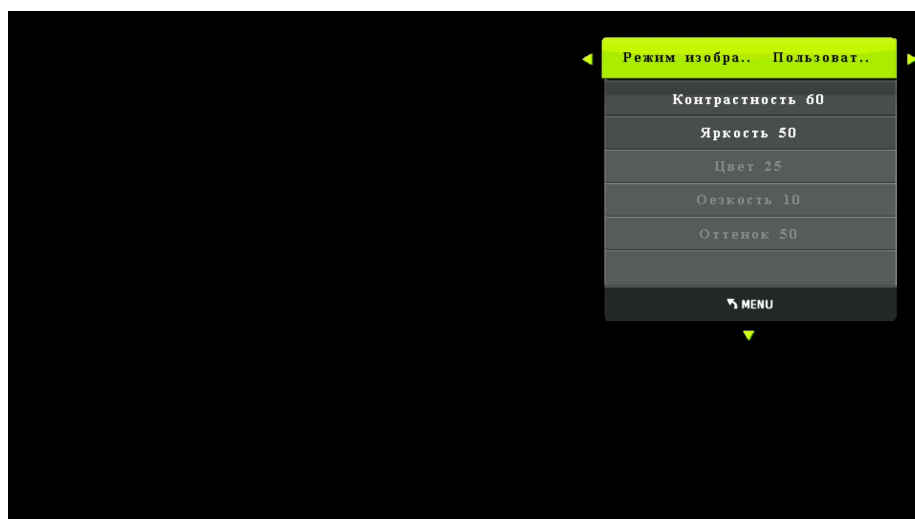 Режим изобра.. Пользоват..
Контрастность 60
Яркость 50
Цвет 25
Оезкость 10
Оттенок 50
MENU